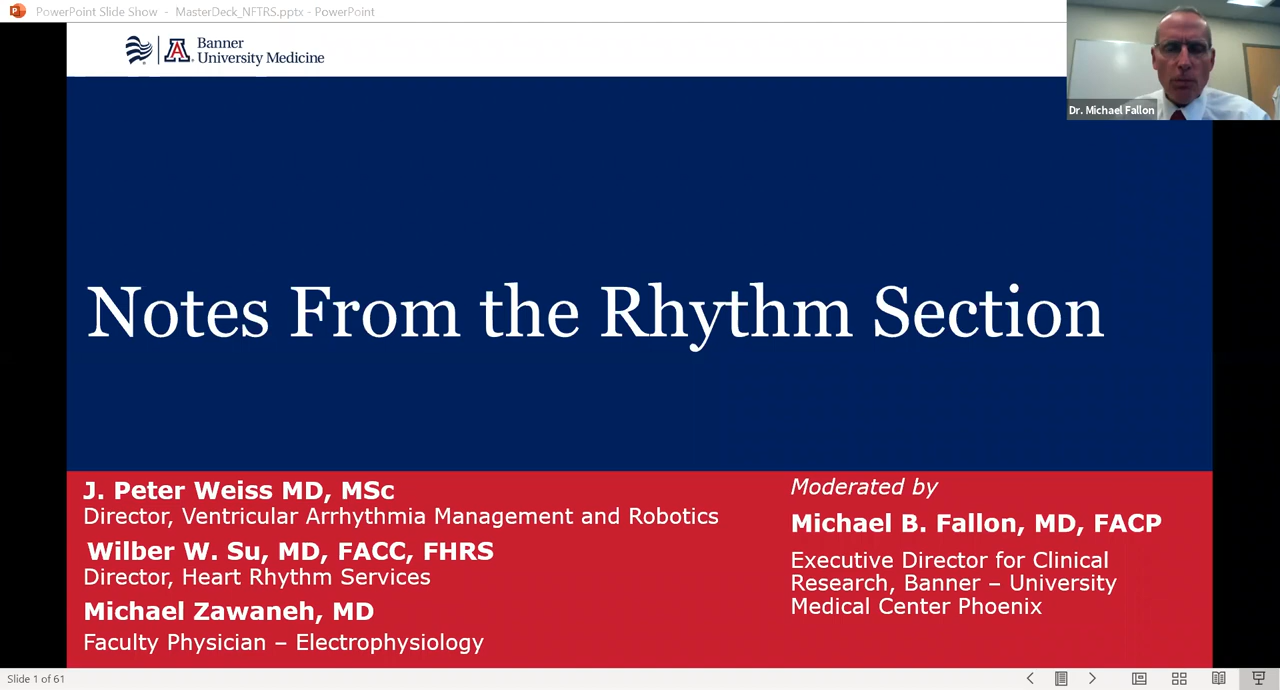 PowerPoint Slide Show - MasterDeck_NFTRS.pptx - PowerPoint
Banner
University Medicine
Dr. Michael Fallon
Notes From the Rhythm Section
J. Peter Weiss MD, MSc
Director, Ventricular Arrhythmia Management and Robotics
Wilber W. Su, MD, FACC, FHRS
Director, Heart Rhythm Services
Michael Zawaneh, MD
Faculty Physician – Electrophysiology
Moderated by
Michael B. Fallon, MD, FACP
Executive Director for Clinical
Research, Banner – University
Medical Center Phoenix
Slide 1 of 61